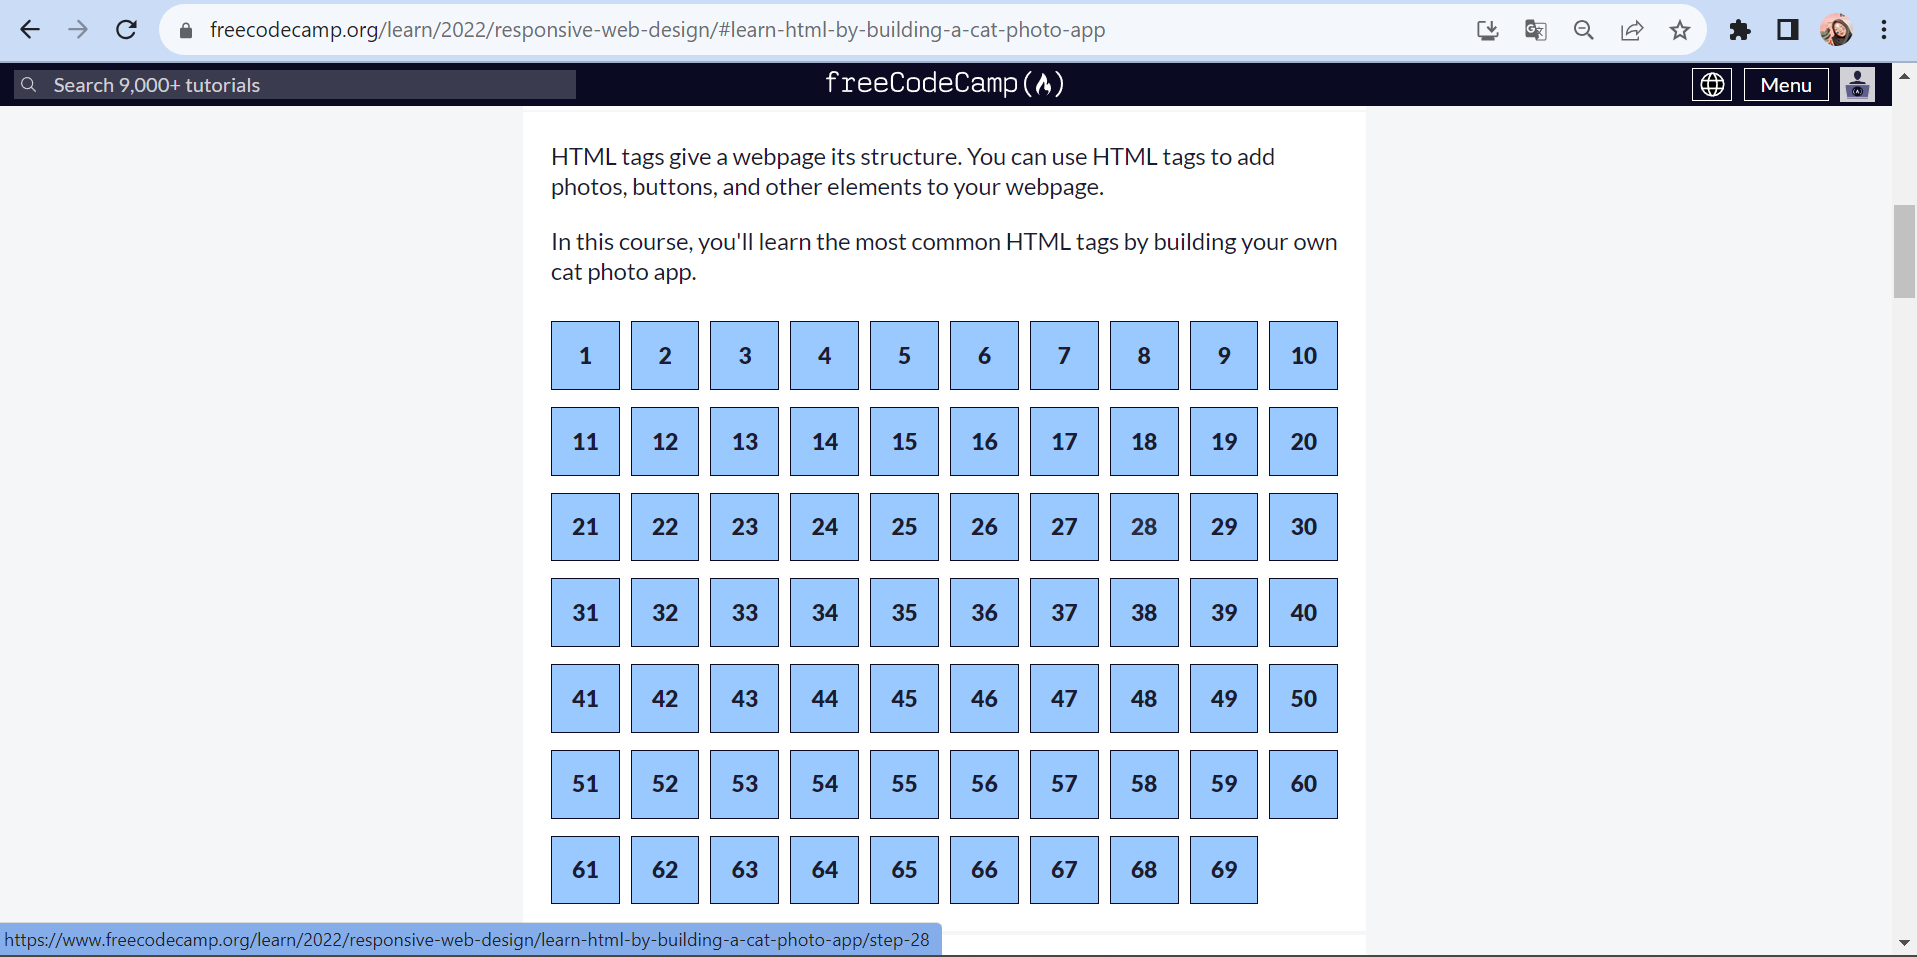 freecodecamp.org/learn/2022/responsive-web-design/#learn-html-by-building-a-cat-photo-app
Search 9,000+ tutorials
freeCodeCamp
Menu
HTML tags give a webpage its structure. You can use HTML tags to add
photos, buttons, and other elements to your webpage.
In this course, you'll learn the most common HTML tags by building your own
cat photo app.
1 2 3 4 5 6 7 8 9 10
11 12 13 14 15 16 17 18 19 20
21 22 23 24 25 26 27 28 29 30
31 32 33 34 35 36 37 38 39 40
41 42 43 44 45 46 47 48 49 50
51 52 53 54 55 56 57 58 59 60
61 62 63 64 65 66 67 68 69
https://www.freecodecamp.org/learn/2022/responsive-web-design/learn-html-by-building-a-cat-photo-app/step-28